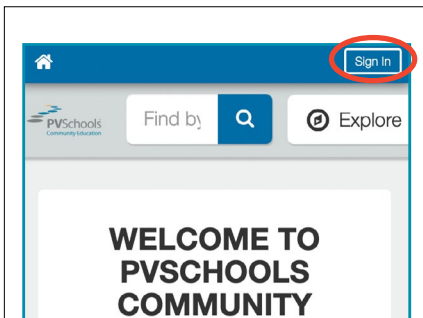 Sign In
PVSchools
Community Education
Find by
Explore
WELCOME TO
PVSCHOOLS
COMMUNITY